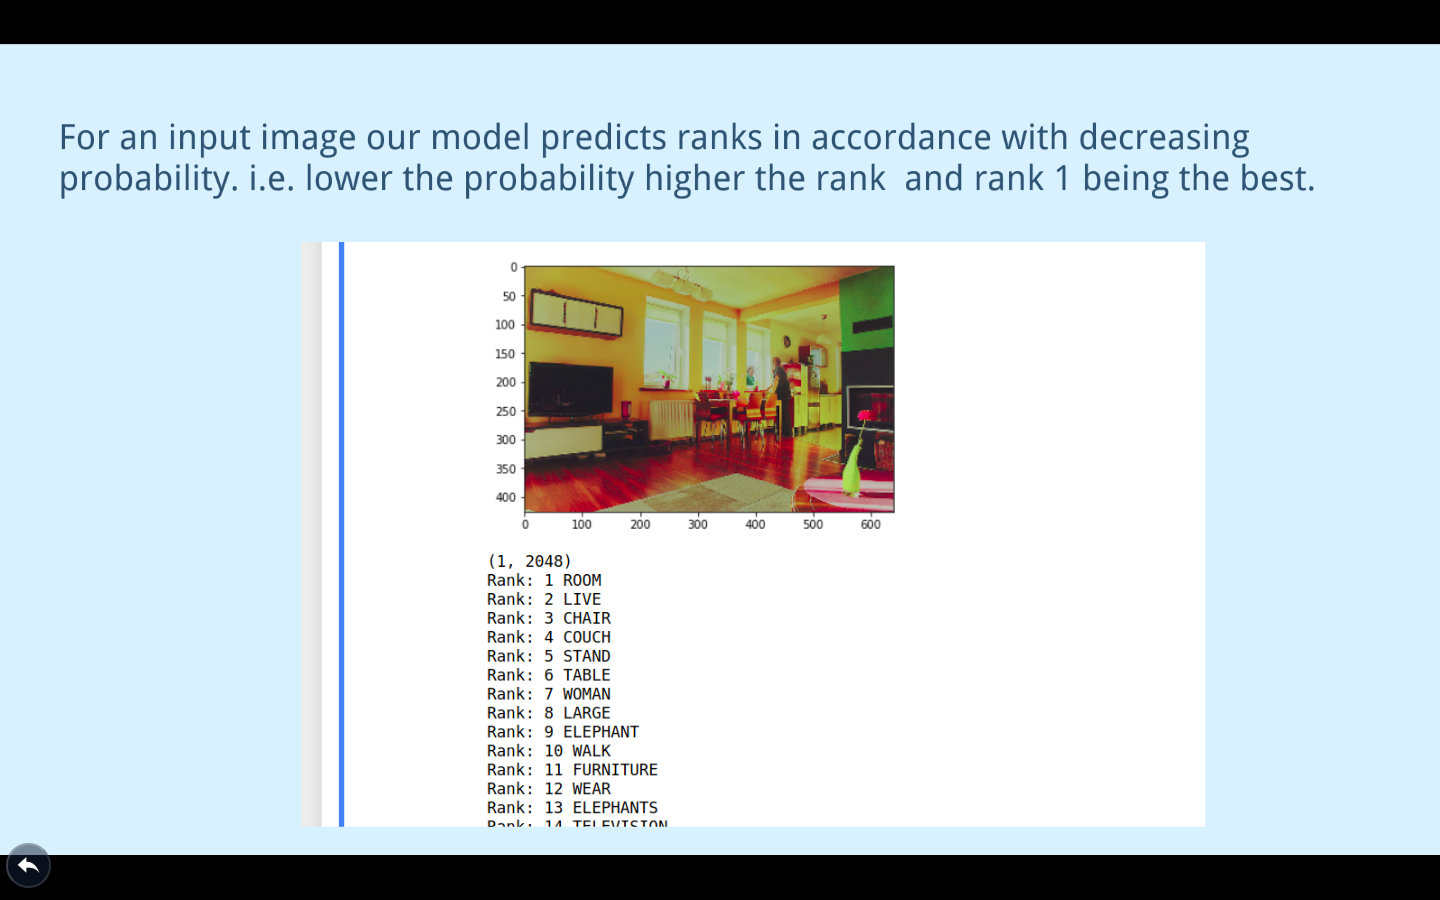 For an input image our model predicts ranks in accordance with decreasing
probability. i.e. lower the probability higher the rank  and rank 1 being the best.
0
50
100
150
200
250
300
350
400
0 100 200 300 400 500 600
(1, 2048)
Rank: 1 ROOM
Rank: 2 LIVE
Rank: 3 CHAIR
Rank: 4 COUCH
Rank: 5 STAND
Rank: 6 TABLE
Rank: 7 WOMAN
Rank: 8 LARGE
Rank: 9 ELEPHANT
Rank: 10 WALK
Rank: 11 FURNITURE
Rank: 12 WEAR
Rank: 13 ELEPHANTS
Rank: 14 TELEVISION